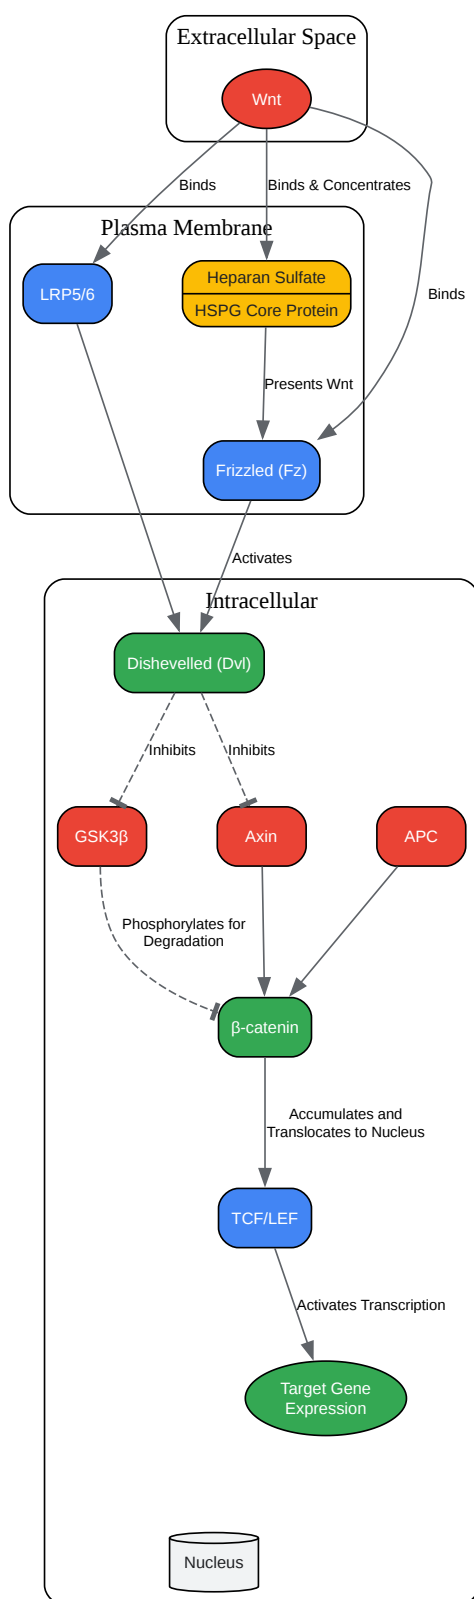 Extracellular Space
Wnt
Binds
Binds & Concentrates
Binds
Plasma Membrane
LRP5/6
Heparan Sulfate
HSPG Core Protein
Presents Wnt
Frizzled (Fz)
Activates
Intracellular
Dishevelled (Dvl)
Inhibits
Inhibits
GSK3β
Axin
APC
Phosphorylates for
Degradation
β-catenin
Accumulates and
Translocates to Nucleus
TCF/LEF
Activates Transcription
Target Gene
Expression
Nucleus